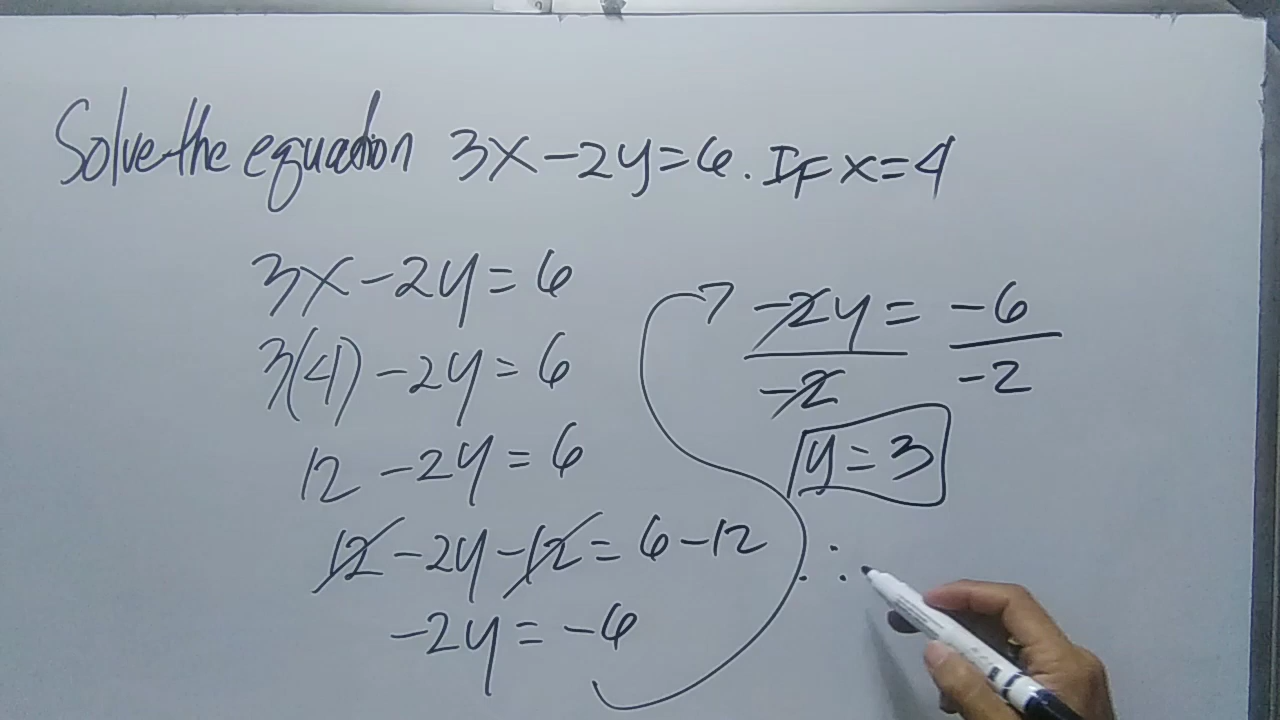 Solve the equation 3x-2y=6. If x=4
3x-2y=6
3(4)-2y=6
12-2y=6
12-2y-12=6-12
-2y=-6
-2y = -6
-2 -2
y=3
∴